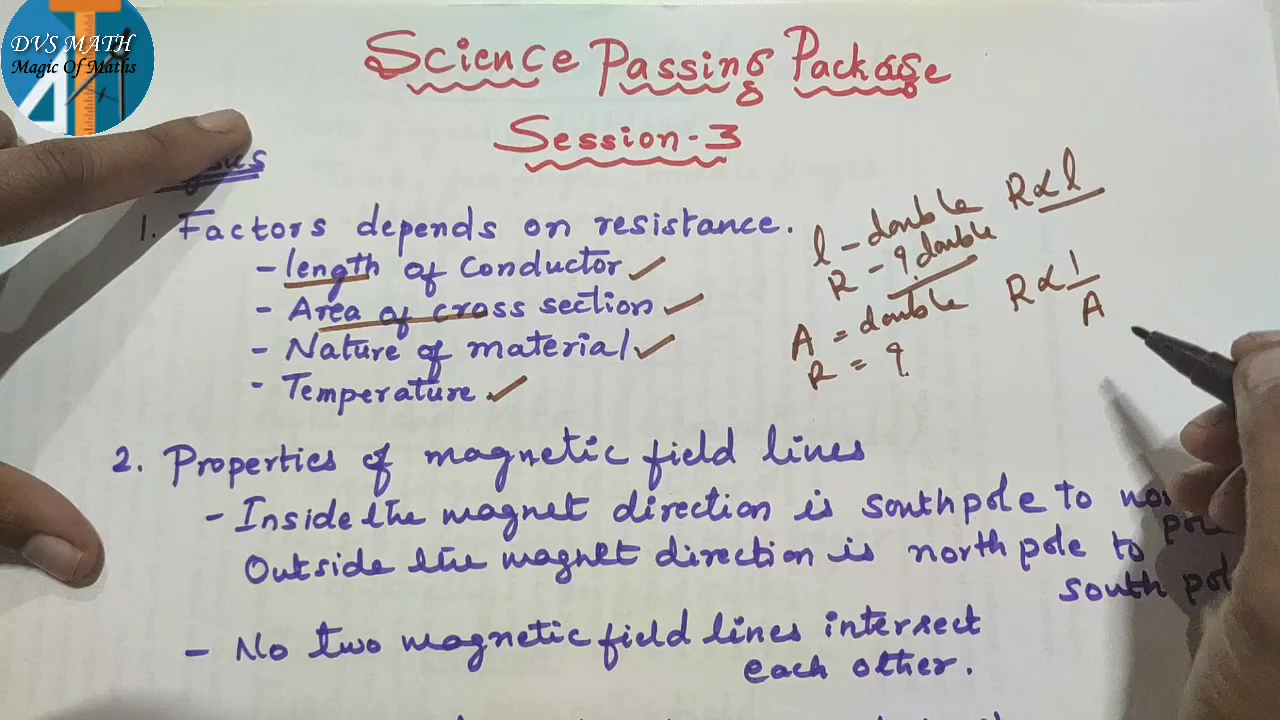 DVS MATH
Magic Of Maths
Science Passing Package
Session-3
1. Factors depends on resistance.
- length of conductor ✓
- Area of cross section ✓
- Nature of material ✓
- Temperature ✓
l - double R ∝ l
R - ? double
A = double R ∝ 1/A
R = ?
2. Properties of magnetic field lines
- Inside the magnet direction is south pole to
Outside the magnet direction is north pole to
south
- No two magnetic field lines intersect
each other.